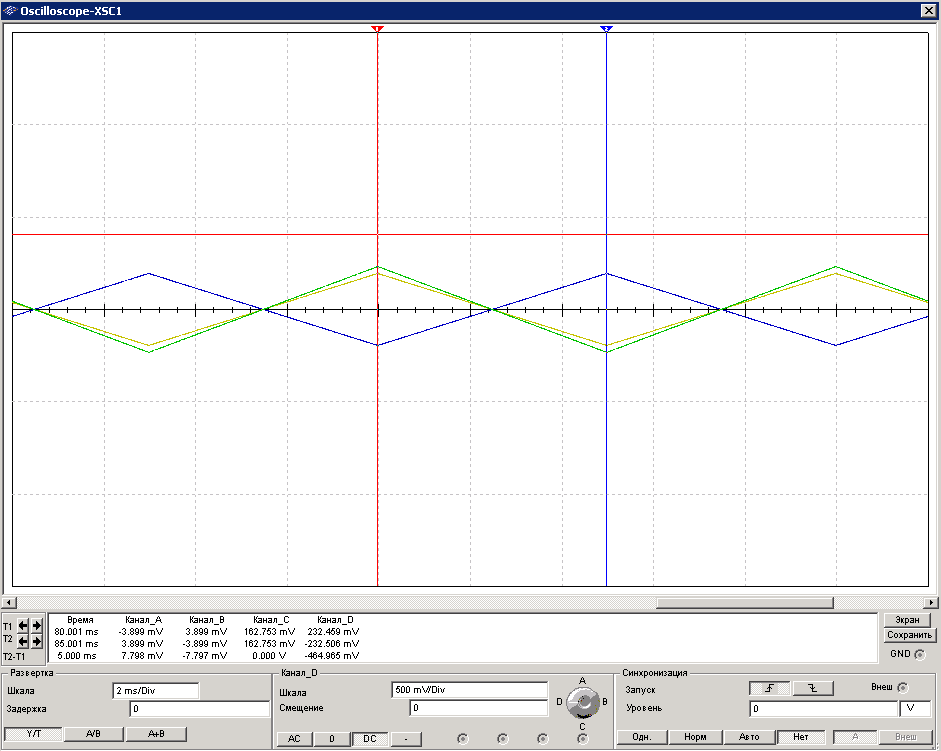 Oscilloscope-XSC1
1
2
Время Канал_A Канал_B Канал_C Канал_D
T1 80.001 ms -3.899 mV 3.899 mV 162.753 mV 232.459 mV
T2 85.001 ms 3.899 mV -3.899 mV 162.753 mV -232.506 mV
T2-T1 5.000 ms 7.798 mV -7.797 mV 0.000 V -464.965 mV
Экран
Сохранить
GND
Развертка
Шкала 2 ms/Div
Задержка 0
Y/T A/B A+B
Канал_D
Шкала 500 mV/Div
Смещение 0
AC 0 DC -
A
D B
C
Синхронизация
Запуск Внеш
Уровень 0 V
Одн. Норм Авто Нет A Внеш